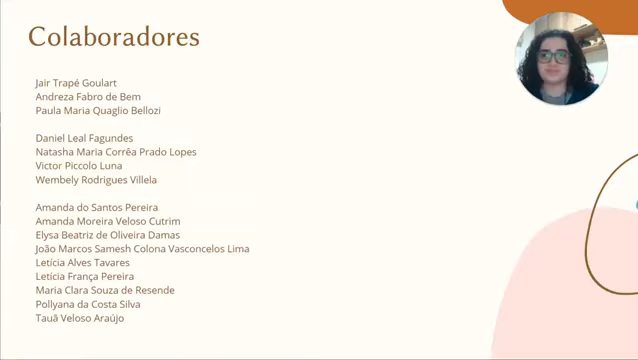 Colaboradores
Jair Trapé Goulart
Andreza Fabro de Bem
Paula Maria Quaglio Bellozi
Daniel Leal Fagundes
Natasha Maria Corrêa Prado Lopes
Victor Piccolo Luna
Wembely Rodrigues Villela
Amanda do Santos Pereira
Amanda Moreira Veloso Cutrim
Elysa Beatriz de Oliveira Damas
João Marcos Samesh Colona Vasconcelos Lima
Letícia Alves Tavares
Letícia França Pereira
Maria Clara Souza de Resende
Pollyana da Costa Silva
Tauã Veloso Araújo